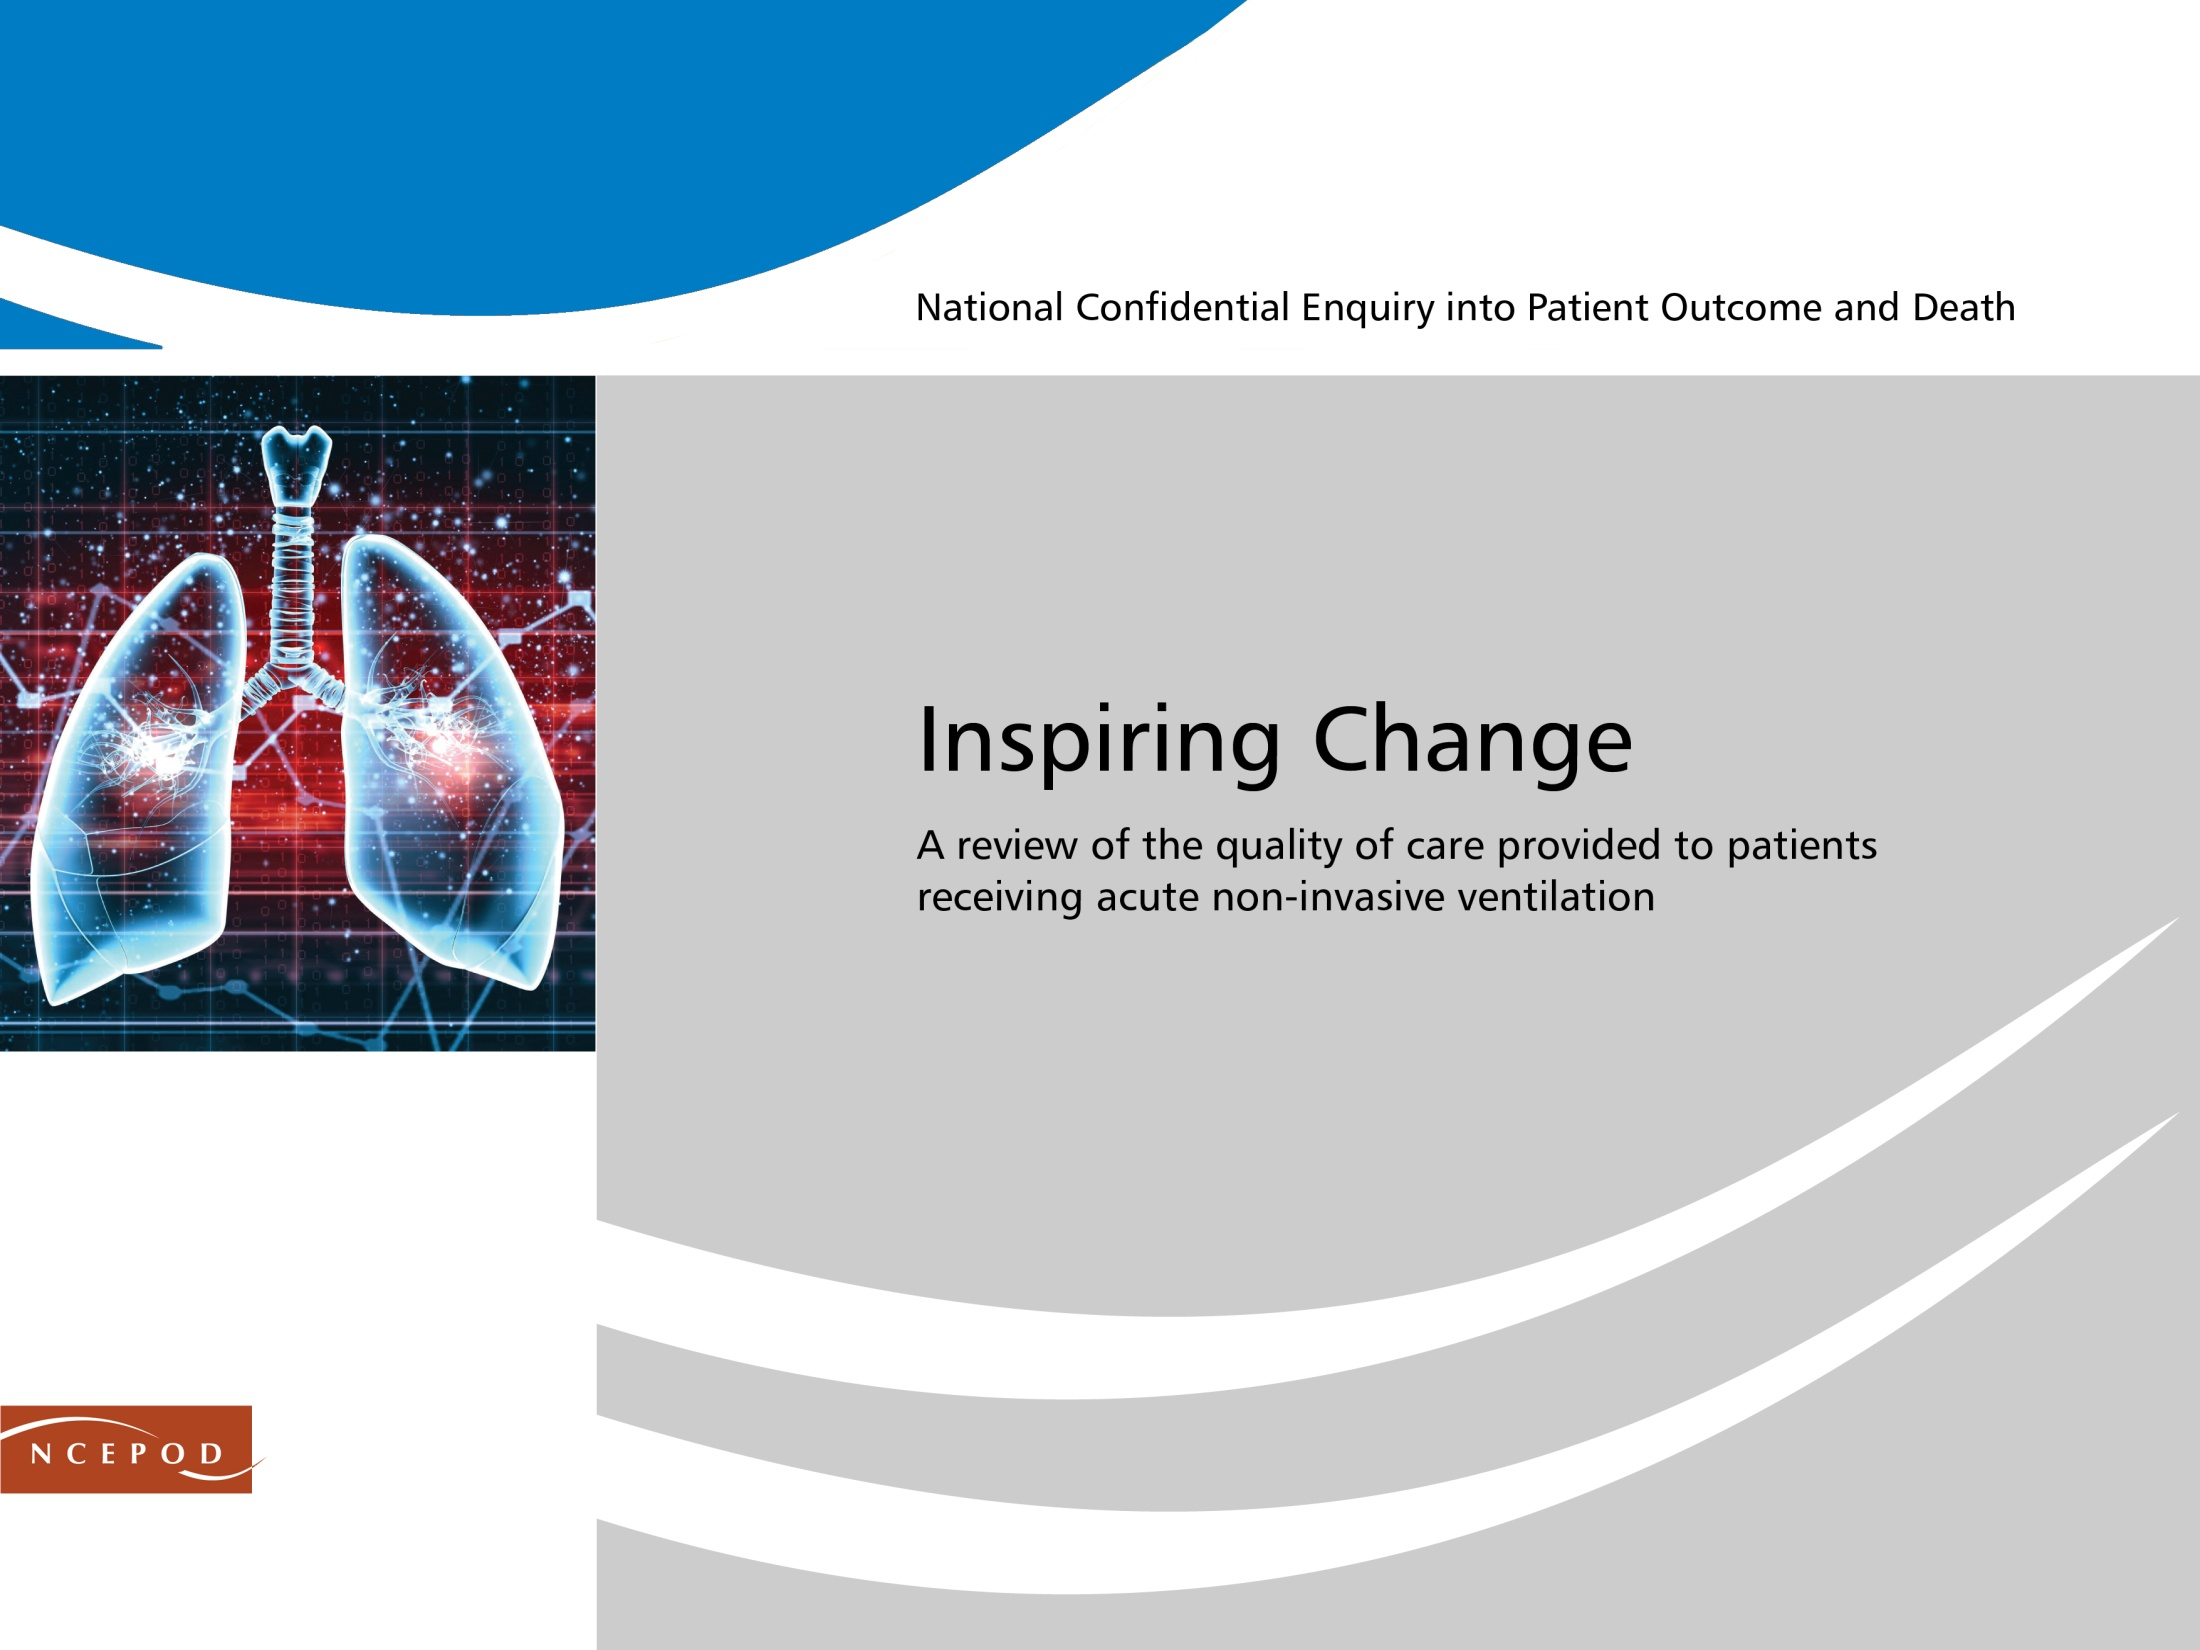 National Confidential Enquiry into Patient Outcome and Death
Inspiring Change
A review of the quality of care provided to patients
receiving acute non-invasive ventilation
NCEPOD